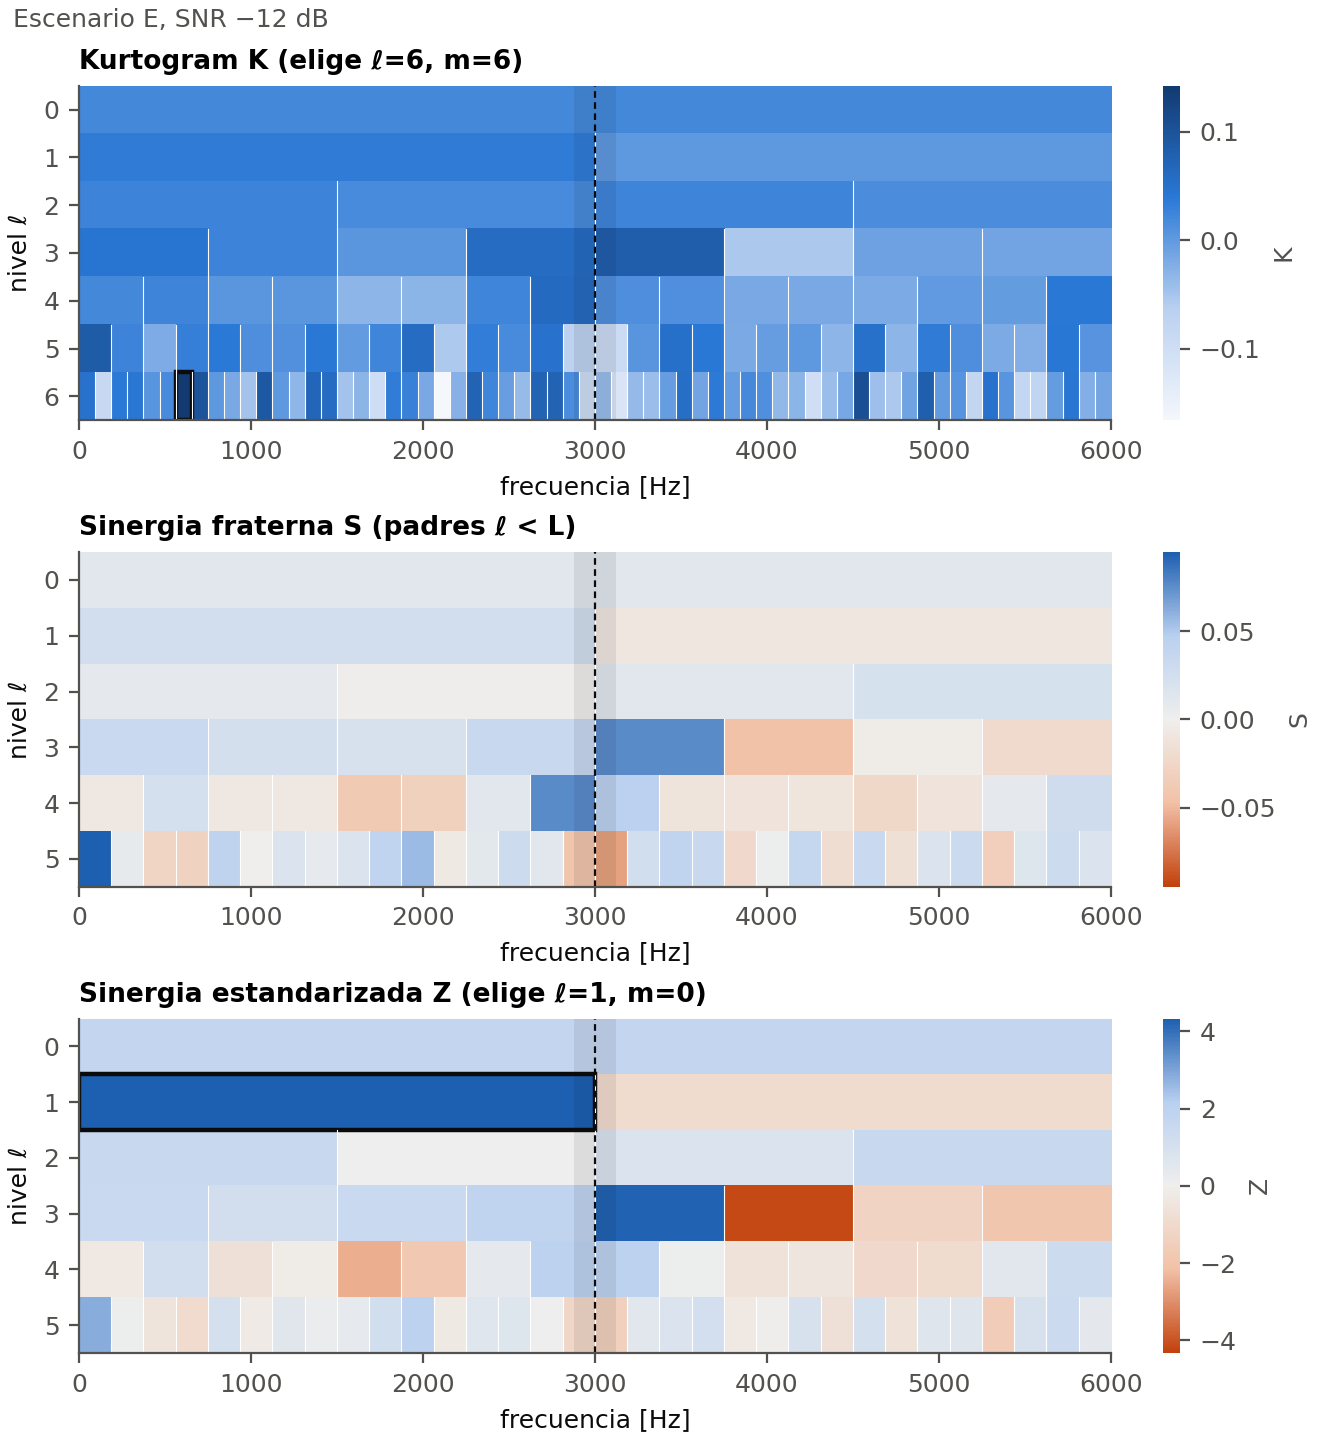 Escenario E, SNR −12 dB
Kurtogram K (elige ℓ=6, m=6)
nivel ℓ
0
1
2
3
4
5
6
0 1000 2000 3000 4000 5000 6000
frecuencia [Hz]
0.1
0.0
−0.1
K
Sinergia fraterna S (padres ℓ < L)
nivel ℓ
0
1
2
3
4
5
0 1000 2000 3000 4000 5000 6000
frecuencia [Hz]
0.05
0.00
−0.05
S
Sinergia estandarizada Z (elige ℓ=1, m=0)
nivel ℓ
0
1
2
3
4
5
0 1000 2000 3000 4000 5000 6000
frecuencia [Hz]
4
2
0
−2
−4
Z